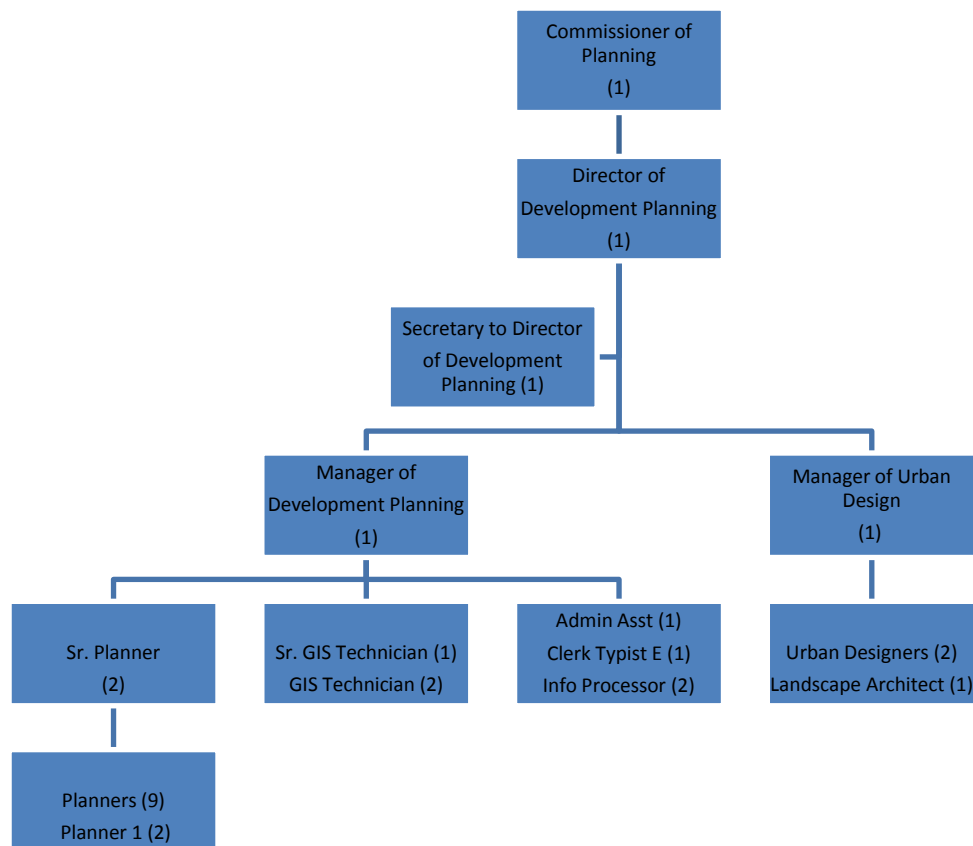 Commissioner of
Planning
(1)
Director of
Development Planning
(1)
Secretary to Director
of Development
Planning (1)
Manager of
Development Planning
(1)
Manager of Urban
Design
(1)
Sr. Planner
(2)
Sr. GIS Technician (1)
GIS Technician (2)
Admin Asst (1)
Clerk Typist E (1)
Info Processor (2)
Urban Designers (2)
Landscape Architect (1)
Planners (9)
Planner 1 (2)